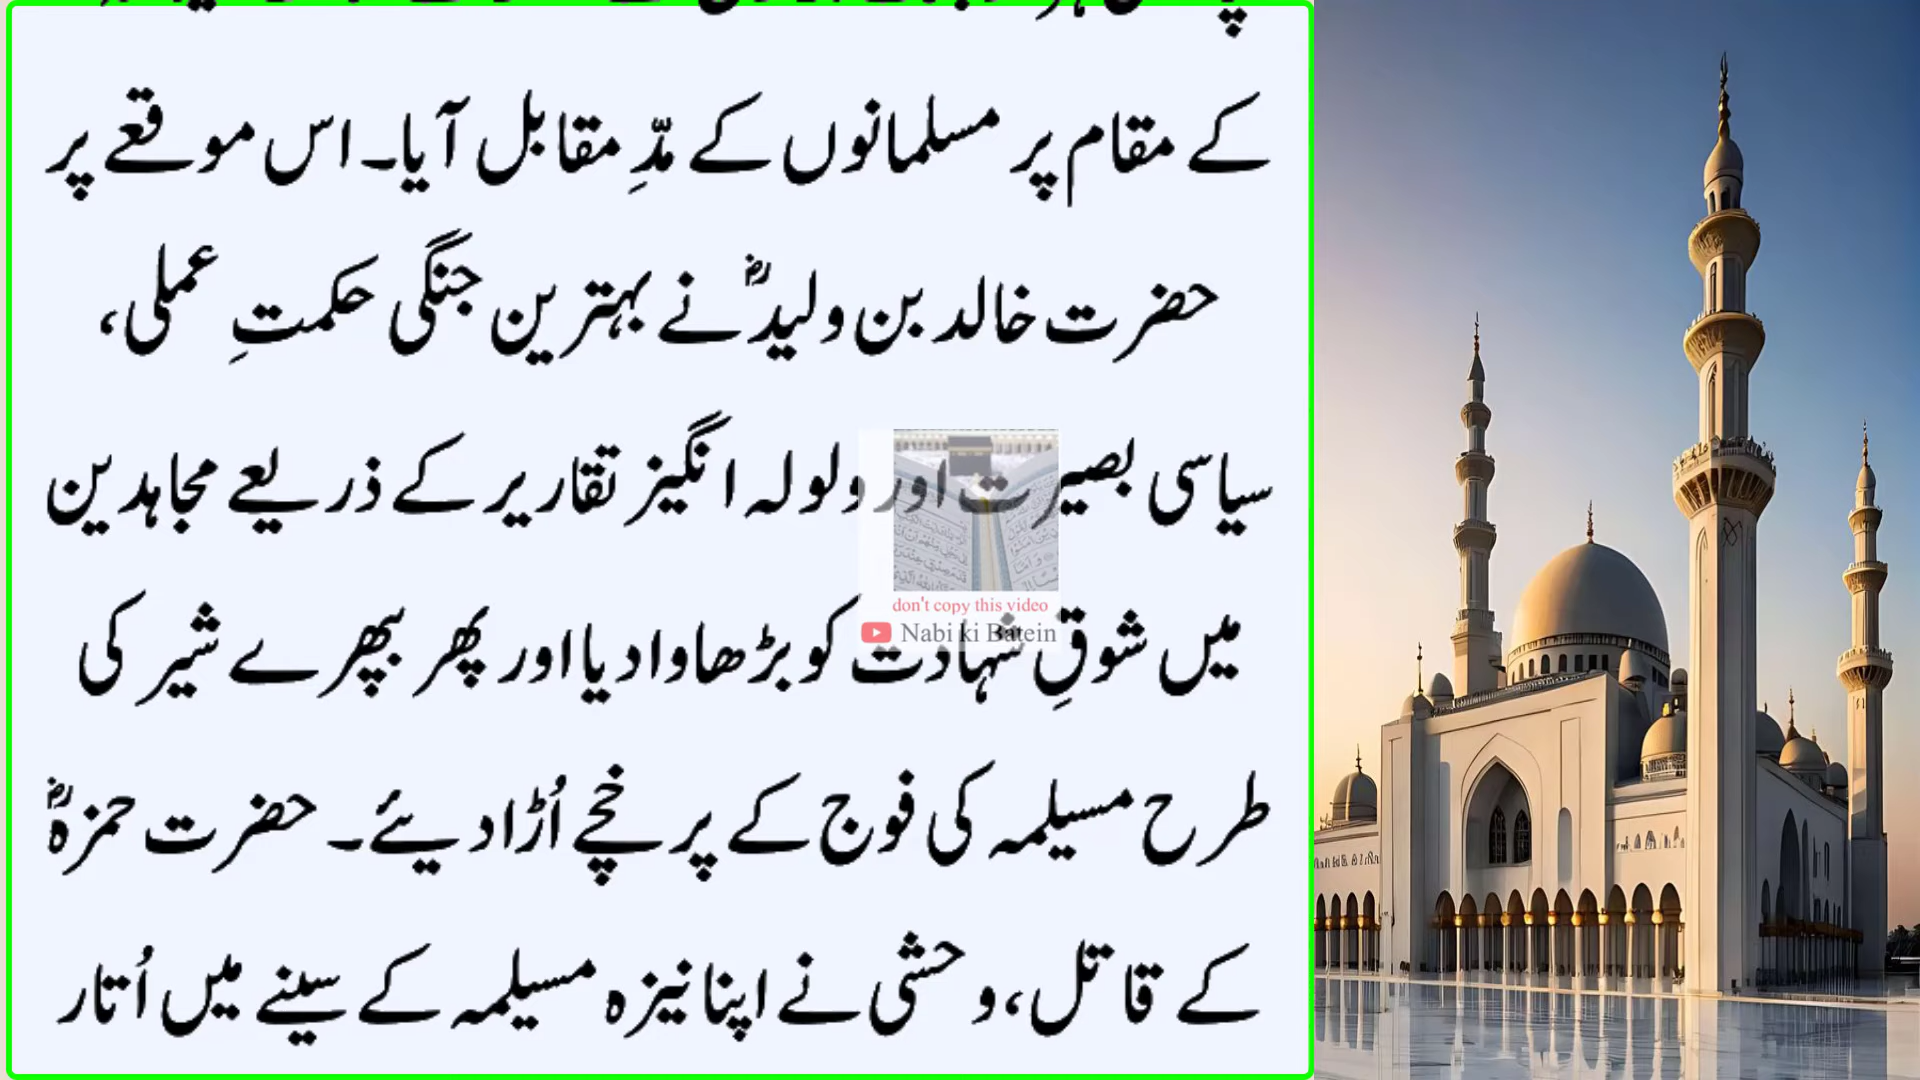 کے مقام پر مسلمانوں کے مدِّ مقابل آیا۔ اس موقعے پر
حضرت خالد بن ولیدؓ نے بہترین جنگی حکمتِ عملی،
سیاسی بصیرت اور ولولہ انگیز تقاریر کے ذریعے مجاہدین
میں شوقِ شہادت کو بڑھاوا دیا اور پھر بپھرے شیر کی
طرح مسیلمہ کی فوج کے پرخچے اُڑا دیئے۔ حضرت حمزہؓ
کے قاتل، وحشی نے اپنا نیزہ مسیلمہ کے سینے میں اُتار
don't copy this video
Nabi ki Batein